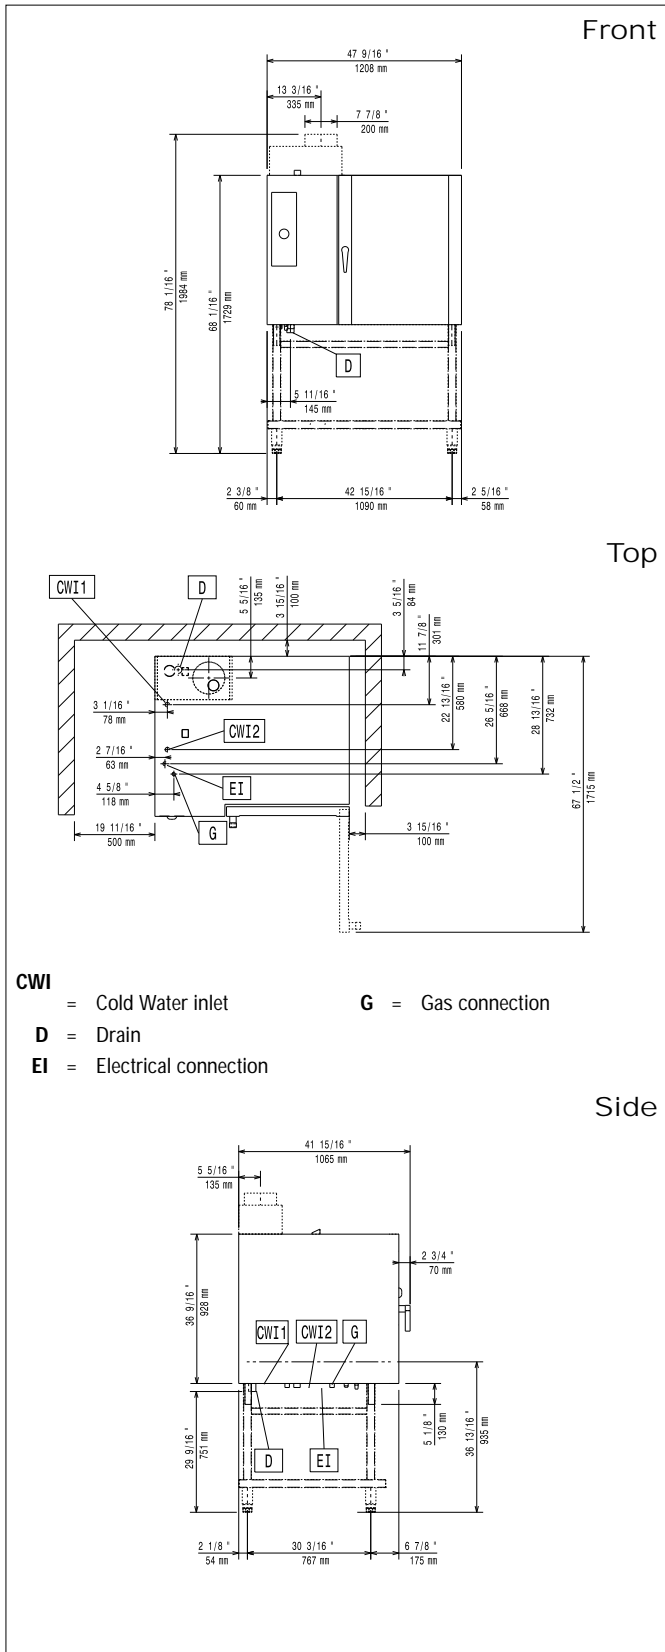 Front
47 9/16 "
1208 mm
13 3/16 "
335 mm
7 7/8 "
200 mm
78 1/16 "
1984 mm
68 1/16 "
1729 mm
D
5 11/16 "
145 mm
2 3/8 "
60 mm
42 15/16 "
1090 mm
2 5/16 "
58 mm
Top
CWI1
D
5 5/16 "
135 mm
3 15/16 "
100 mm
3 5/16 "
84 mm
11 7/8 "
301 mm
3 1/16 "
78 mm
CWI2
2 7/16 "
63 mm
EI
4 5/8 "
118 mm
G
22 13/16 "
580 mm
26 5/16 "
668 mm
28 13/16 "
732 mm
67 1/2 "
1715 mm
19 11/16 "
500 mm
3 15/16 "
100 mm
CWI
= Cold Water inlet
G = Gas connection
D = Drain
EI = Electrical connection
Side
41 15/16 "
1065 mm
5 5/16 "
135 mm
2 3/4 "
70 mm
36 9/16 "
928 mm
CWI1
CWI2
G
D
EI
29 9/16 "
751 mm
5 1/8 "
130 mm
36 13/16 "
935 mm
2 1/8 "
54 mm
30 3/16 "
767 mm
6 7/8 "
175 mm